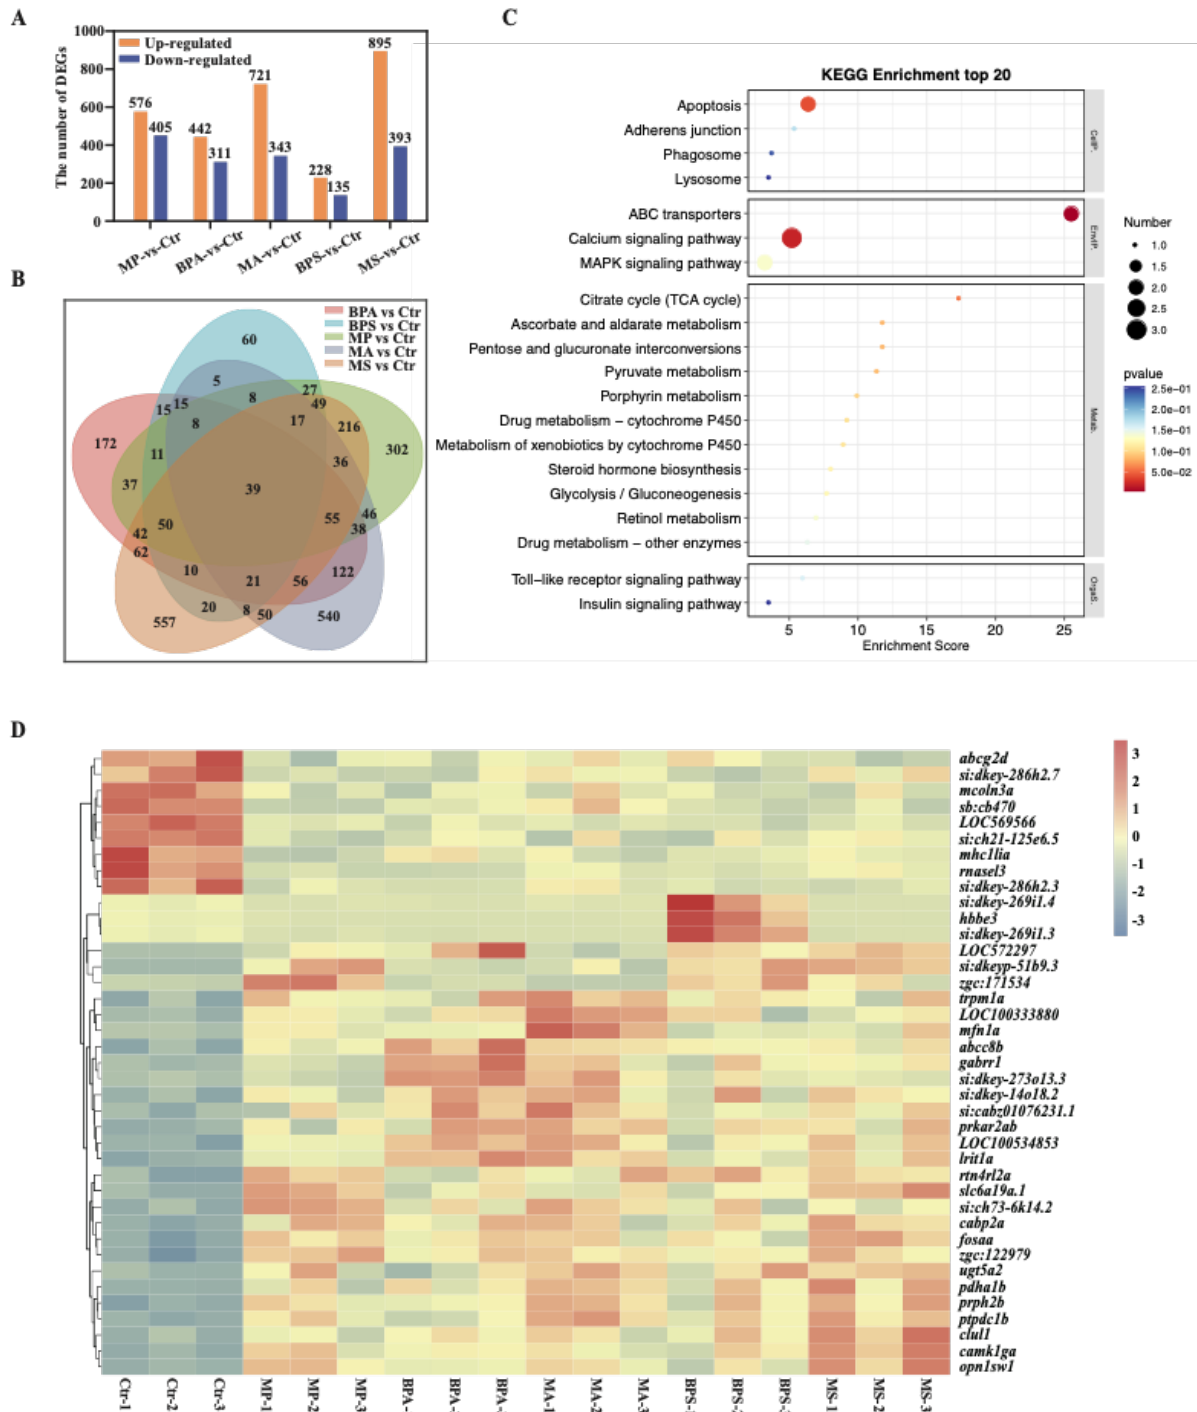 A
1000
800
600
400
200
0
The number of DEGs
Up-regulated
Down-regulated
576
405
442
311
721
343
228
135
895
393
MP-vs-Ctr
BPA-vs-Ctr
MA-vs-Ctr
BPS-vs-Ctr
MS-vs-Ctr
B
BPA vs Ctr
BPS vs Ctr
MP vs Ctr
MA vs Ctr
MS vs Ctr
60
5
27
8
49
15
15
8
17
216
172
302
11
36
37
39
46
50
55
38
42
62
10
21
56
122
20
8
50
557
540
C
KEGG Enrichment top 20
Apoptosis
Adherens junction
Phagosome
Lysosome
CellP.
ABC transporters
Calcium signaling pathway
MAPK signaling pathway
EnvIP.
Citrate cycle (TCA cycle)
Ascorbate and aldarate metabolism
Pentose and glucuronate interconversions
Pyruvate metabolism
Porphyrin metabolism
Drug metabolism – cytochrome P450
Metabolism of xenobiotics by cytochrome P450
Steroid hormone biosynthesis
Glycolysis / Gluconeogenesis
Retinol metabolism
Drug metabolism – other enzymes
Metab.
Toll–like receptor signaling pathway
Insulin signaling pathway
OrgaS.
5 10 15 20 25
Enrichment Score
Number
1.0
1.5
2.0
2.5
3.0
pvalue
2.5e−01
2.0e−01
1.5e−01
1.0e−01
5.0e−02
D
abcg2d
si:dkey-286h2.7
mcoln3a
sb:cb470
LOC569566
si:ch21-125e6.5
mhc1lia
rnasel3
si:dkey-286h2.3
si:dkey-269i1.4
hbbe3
si:dkey-269i1.3
LOC572297
si:dkeyp-51b9.3
zgc:171534
trpm1a
LOC100333880
mfn1a
abcc8b
gabrr1
si:dkey-273o13.3
si:dkey-14o18.2
si:cabz01076231.1
prkar2ab
LOC100534853
lrit1a
rtn4rl2a
slc6a19a.1
si:ch73-6k14.2
cabp2a
fosaa
zgc:122979
ugt5a2
pdha1b
prph2b
ptpdc1b
clul1
camk1ga
opn1sw1
3
2
1
0
-1
-2
-3
Ctr-1
Ctr-2
Ctr-3
MP-1
MP-2
MP-3
BPA-
BPA-
BPA-
MA-1
MA-2
MA-3
BPS-
BPS-
BPS-
MS-1
MS-2
MS-3